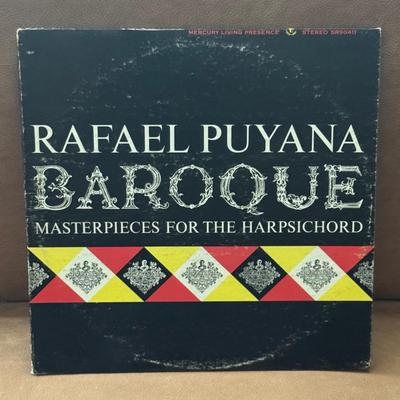 MERCURY LIVING PRESENCE STEREO SR90411
RAFAEL PUYANA
BAROQUE
MASTERPIECES FOR THE HARPSICHORD